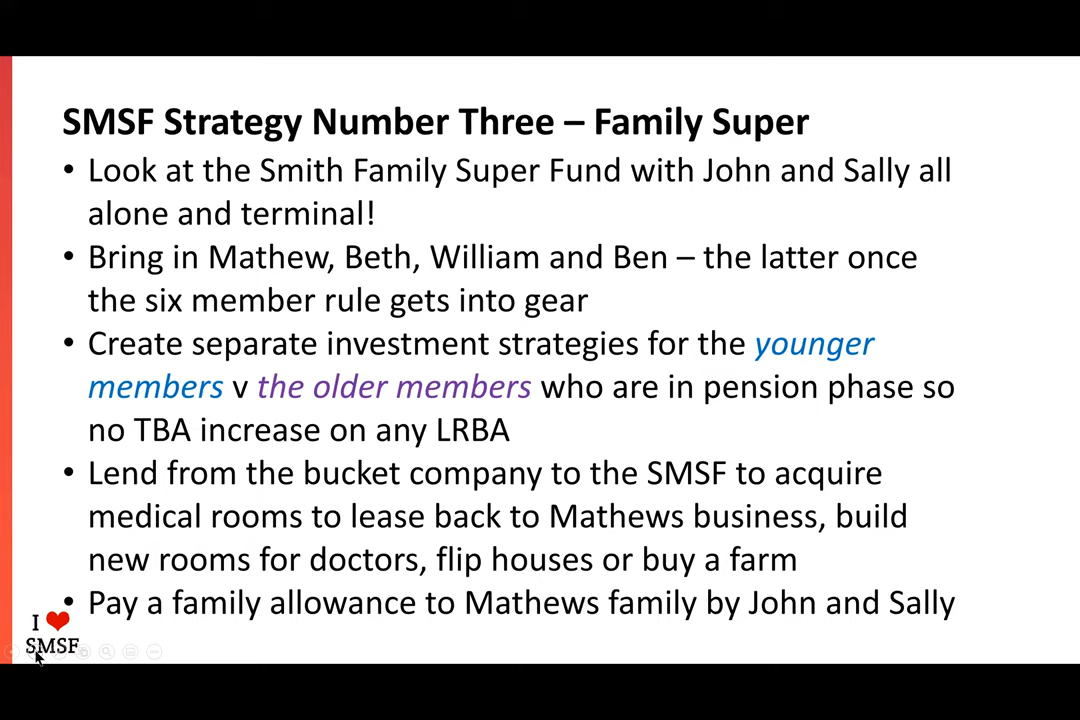 SMSF Strategy Number Three – Family Super
• Look at the Smith Family Super Fund with John and Sally all
alone and terminal!
• Bring in Mathew, Beth, William and Ben – the latter once
the six member rule gets into gear
• Create separate investment strategies for the younger
members v the older members who are in pension phase so
no TBA increase on any LRBA
• Lend from the bucket company to the SMSF to acquire
medical rooms to lease back to Mathews business, build
new rooms for doctors, flip houses or buy a farm
• Pay a family allowance to Mathews family by John and Sally
I ❤
SMSF